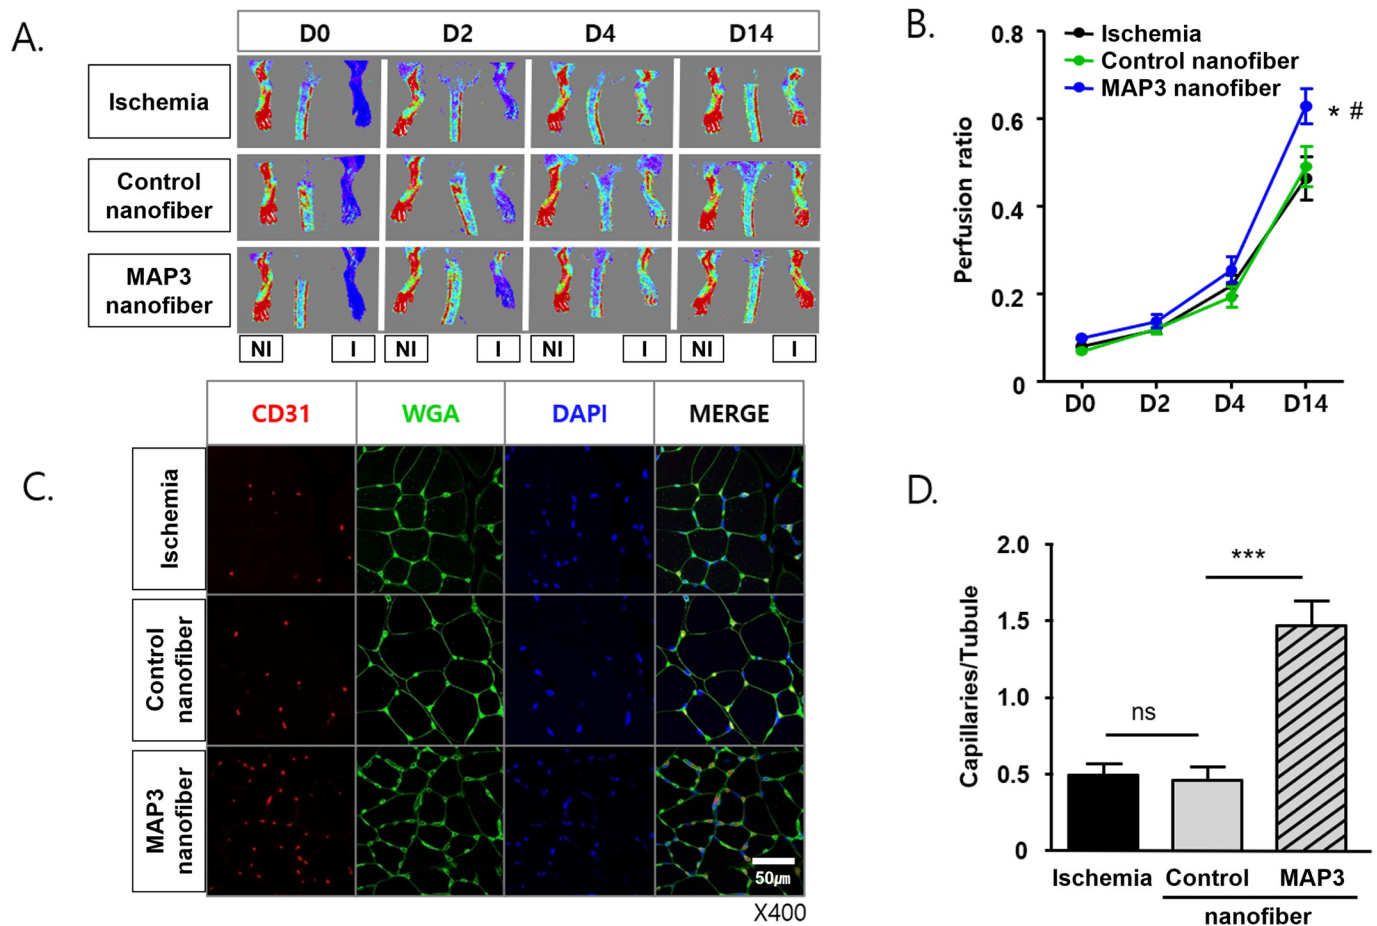 A.
D0 D2 D4 D14
Ischemia
Control
nanofiber
MAP3
nanofiber
NI I NI I NI I NI I
B.
Ischemia
Control nanofiber
MAP3 nanofiber
* #
Perfusion ratio
0.8
0.6
0.4
0.2
0
D0 D2 D4 D14
C.
CD31 WGA DAPI MERGE
Ischemia
Control
nanofiber
MAP3
nanofiber
50㎛
X400
D.
Capillaries/Tubule
2.0
1.5
1.0
0.5
0
ns
***
Ischemia Control MAP3
nanofiber